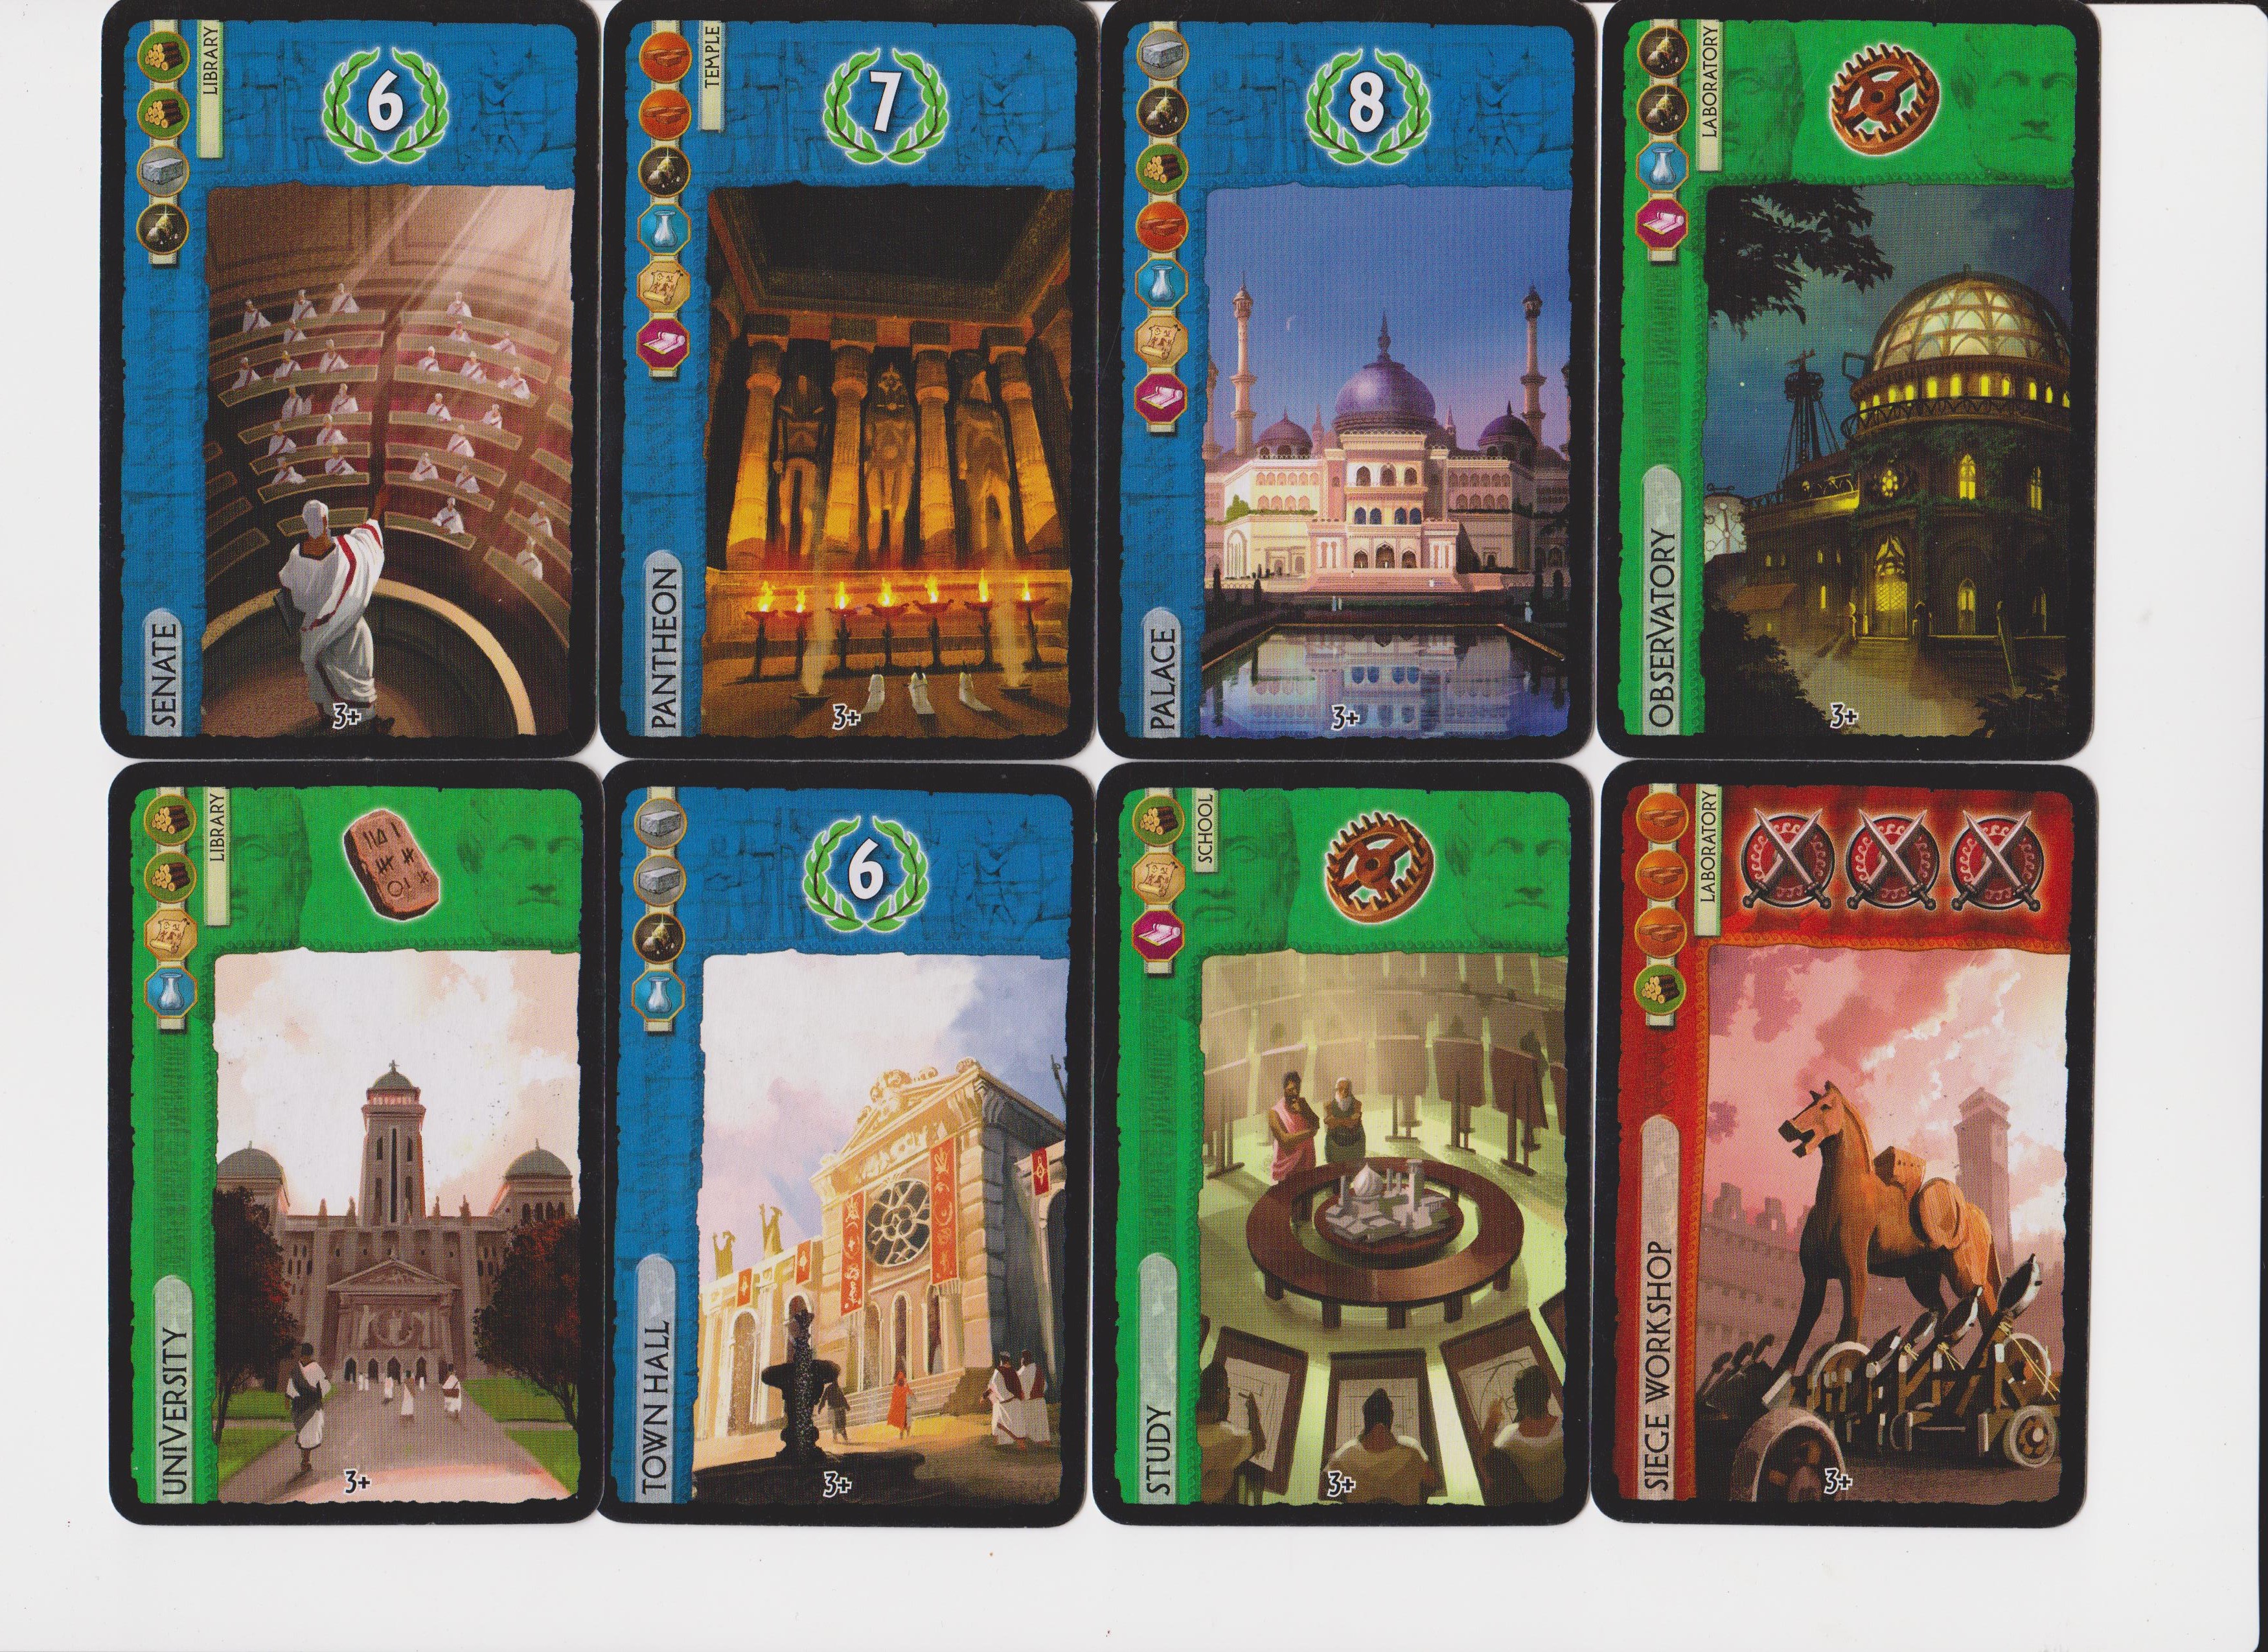 LIBRARY
6
SENATE
3+
TEMPLE
7
PANTHEON
3+
8
PALACE
3+
LABORATORY
OBSERVATORY
3+
LIBRARY
UNIVERSITY
3+
6
TOWN HALL
3+
SCHOOL
STUDY
3+
LABORATORY
SIEGE WORKSHOP
3+